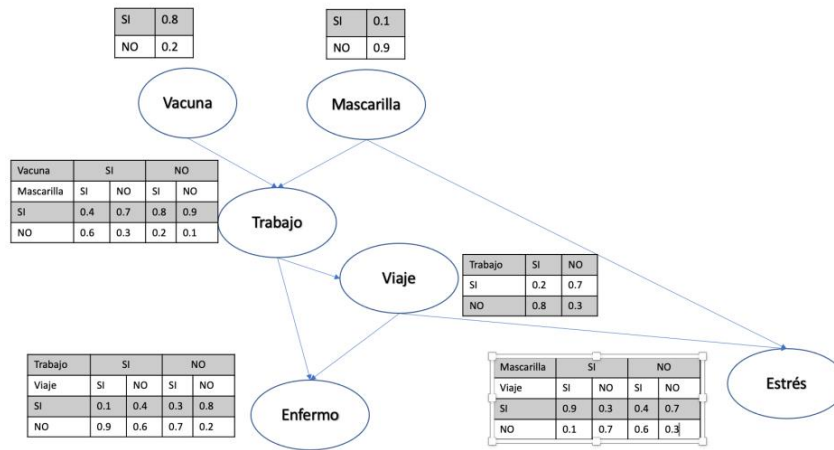 SI 0.8
NO 0.2
SI 0.1
NO 0.9
Vacuna
Mascarilla
Vacuna SI NO
Mascarilla SI NO SI NO
SI 0.4 0.7 0.8 0.9
NO 0.6 0.3 0.2 0.1
Trabajo
Viaje
Trabajo SI NO
SI 0.2 0.7
NO 0.8 0.3
Trabajo SI NO
Viaje SI NO SI NO
SI 0.1 0.4 0.3 0.8
NO 0.9 0.6 0.7 0.2
Enfermo
Mascarilla SI NO
Viaje SI NO SI NO
SI 0.9 0.3 0.4 0.7
NO 0.1 0.7 0.6 0.3
Estrés